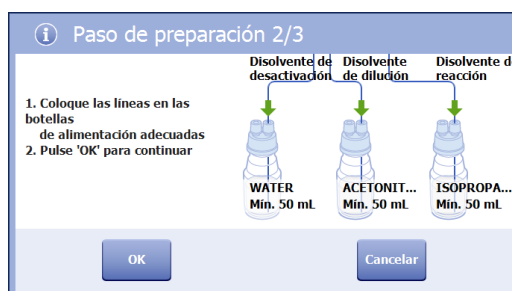 Paso de preparación 2/3
Disolvente de
desactivación
Disolvente
de dilución
Disolvente d
reacción
1. Coloque las líneas en las
botellas
de alimentación adecuadas
2. Pulse 'OK' para continuar
WATER
Mín. 50 mL
ACETONIT...
Mín. 50 mL
ISOPROPA...
Mín. 50 mL
OK
Cancelar